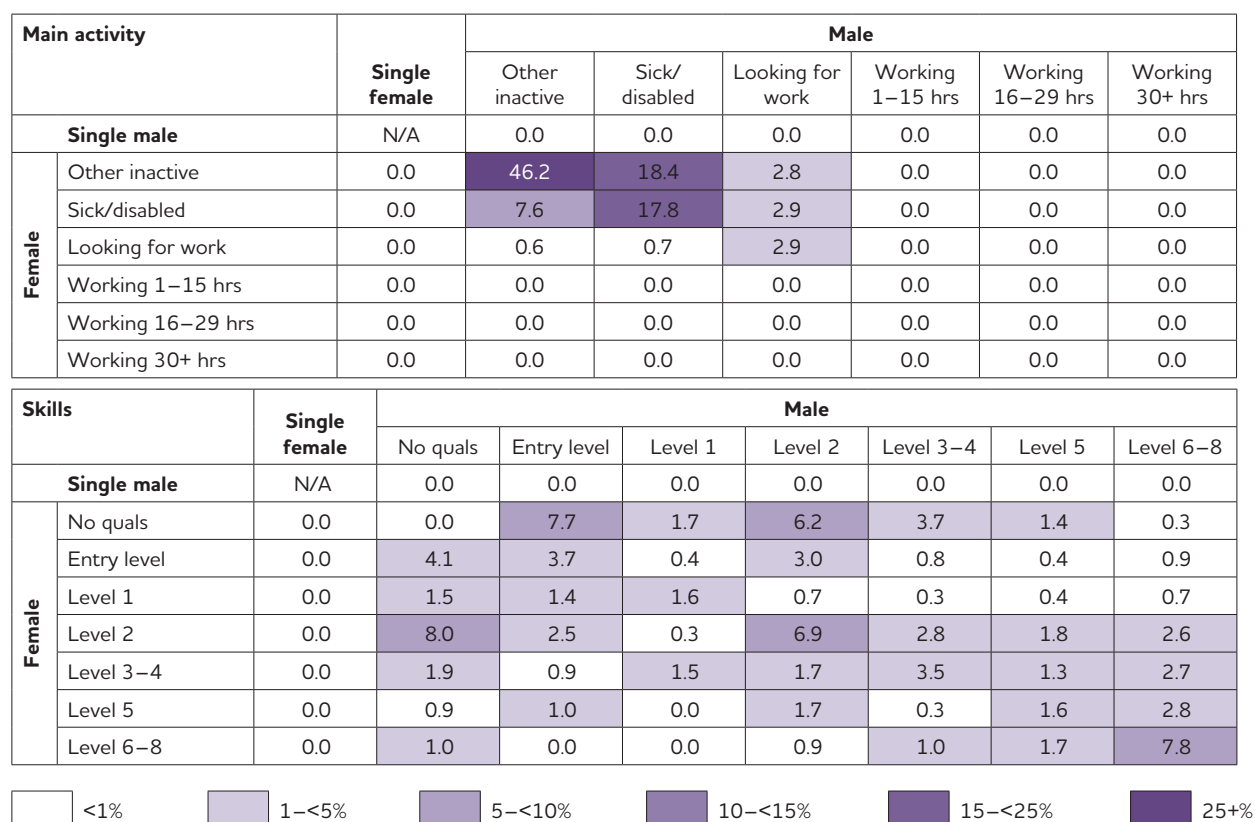 Main activity
Single female
Male
Other inactive
Sick/disabled
Looking for work
Working 1–15 hrs
Working 16–29 hrs
Working 30+ hrs
Single male N/A 0.0 0.0 0.0 0.0 0.0 0.0
Female
Other inactive 0.0 46.2 18.4 2.8 0.0 0.0 0.0
Sick/disabled 0.0 7.6 17.8 2.9 0.0 0.0 0.0
Looking for work 0.0 0.6 0.7 2.9 0.0 0.0 0.0
Working 1–15 hrs 0.0 0.0 0.0 0.0 0.0 0.0 0.0
Working 16–29 hrs 0.0 0.0 0.0 0.0 0.0 0.0 0.0
Working 30+ hrs 0.0 0.0 0.0 0.0 0.0 0.0 0.0
Skills
Single female
Male
No quals Entry level Level 1 Level 2 Level 3–4 Level 5 Level 6–8
Single male N/A 0.0 0.0 0.0 0.0 0.0 0.0 0.0
Female
No quals 0.0 0.0 7.7 1.7 6.2 3.7 1.4 0.3
Entry level 0.0 4.1 3.7 0.4 3.0 0.8 0.4 0.9
Level 1 0.0 1.5 1.4 1.6 0.7 0.3 0.4 0.7
Level 2 0.0 8.0 2.5 0.3 6.9 2.8 1.8 2.6
Level 3–4 0.0 1.9 0.9 1.5 1.7 3.5 1.3 2.7
Level 5 0.0 0.9 1.0 0.0 1.7 0.3 1.6 2.8
Level 6–8 0.0 1.0 0.0 0.0 0.9 1.0 1.7 7.8
<1% 1–<5% 5–<10% 10–<15% 15–<25% 25+%